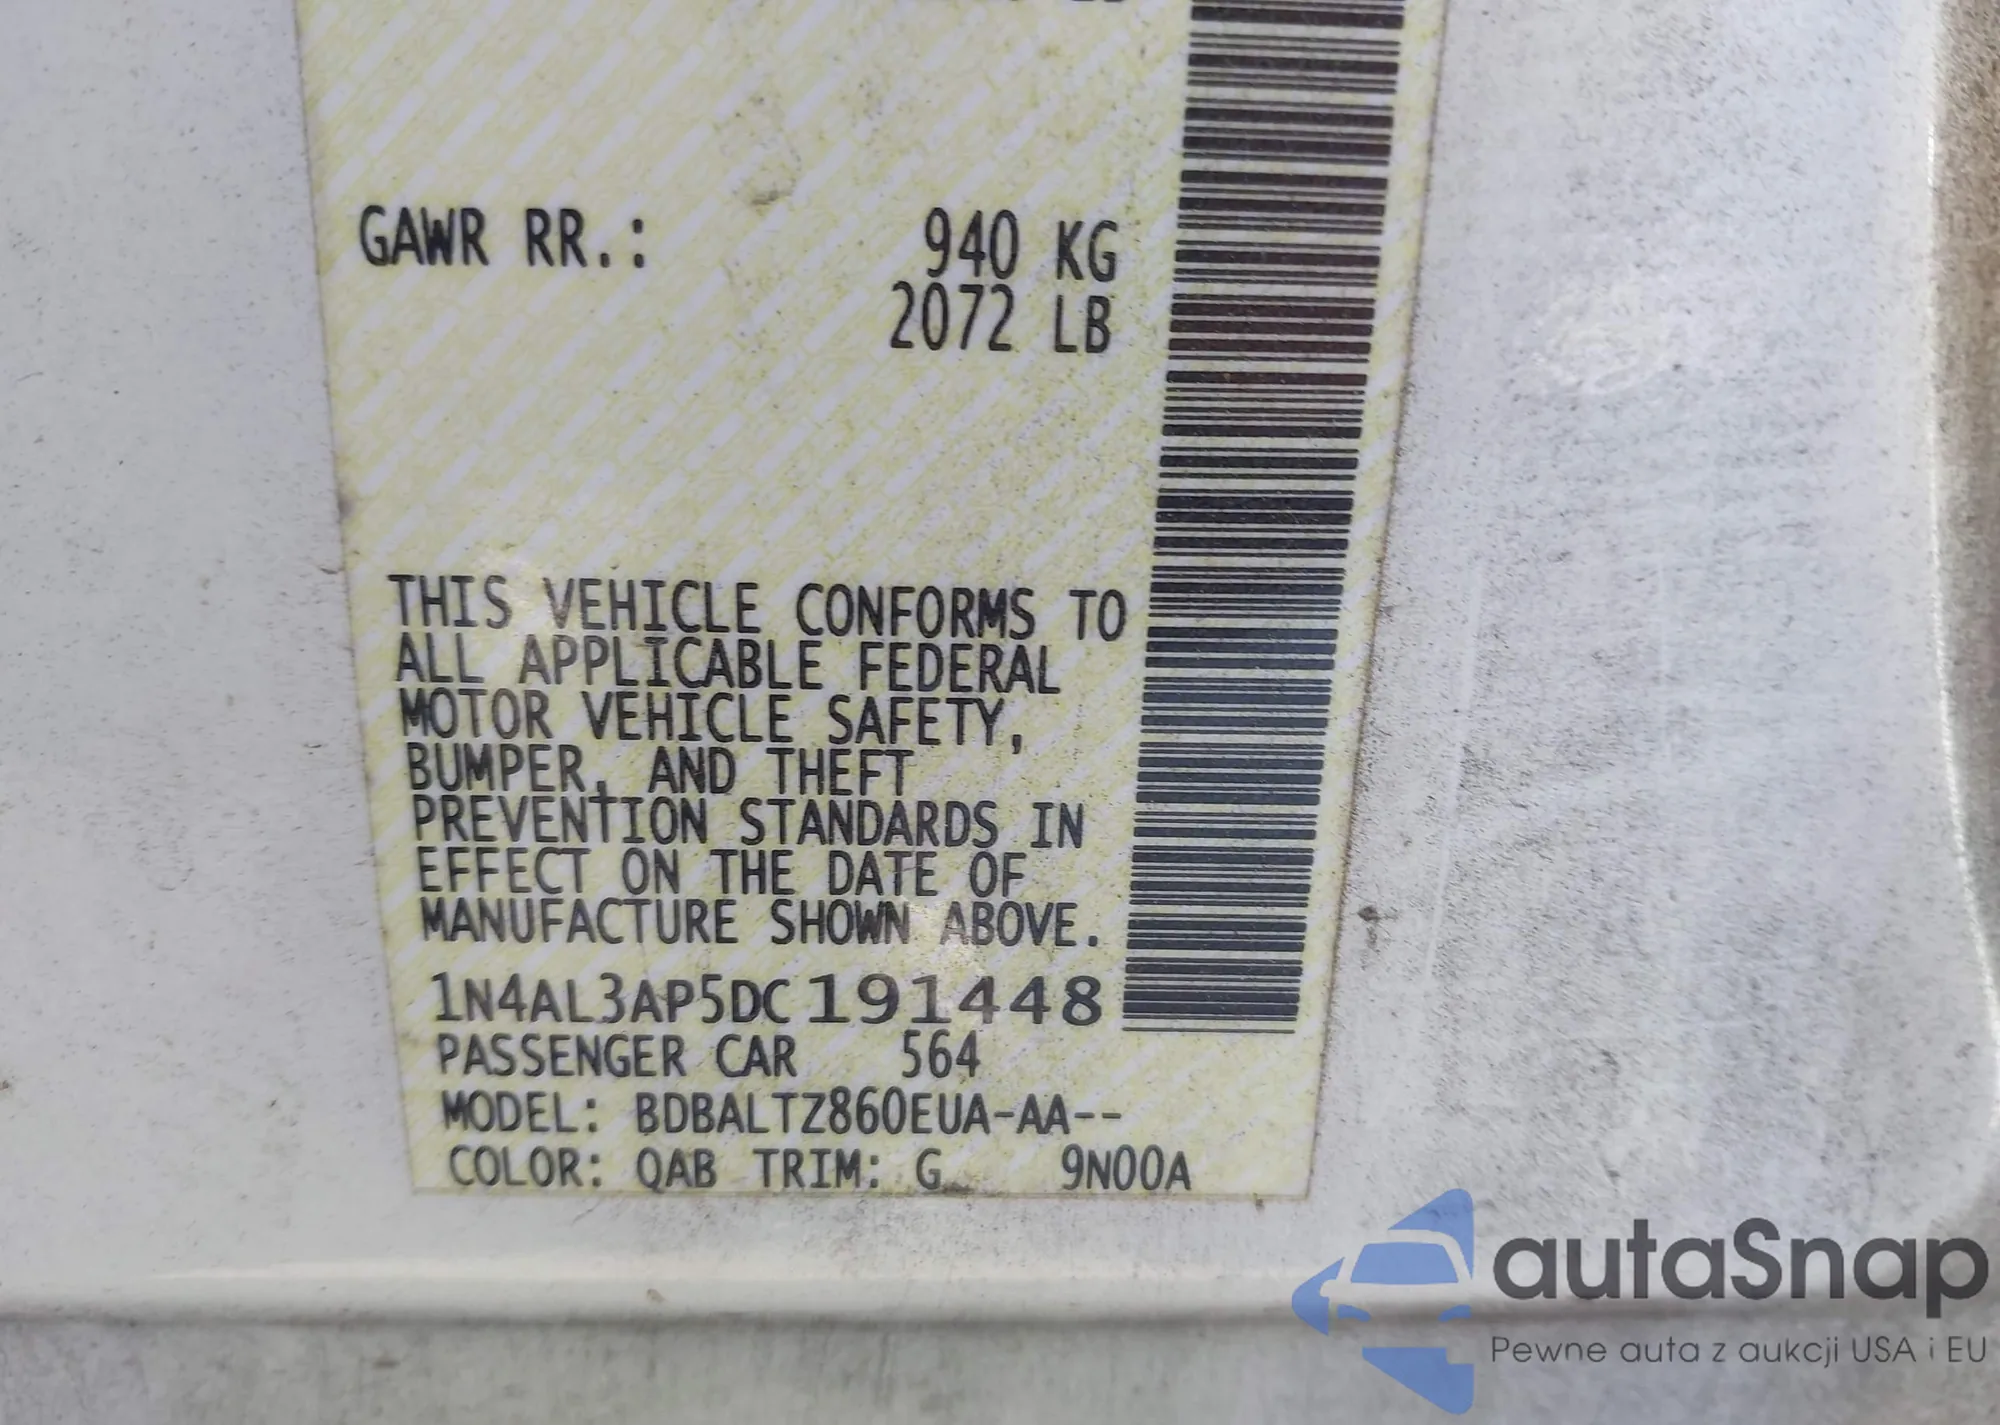 GAWR RR.: 940 KG
2072 LB
THIS VEHICLE CONFORMS TO
ALL APPLICABLE FEDERAL
MOTOR VEHICLE SAFETY,
BUMPER, AND THEFT
PREVENTION STANDARDS IN
EFFECT ON THE DATE OF
MANUFACTURE SHOWN ABOVE.
1N4AL3AP5DC191448
PASSENGER CAR 564
MODEL: BDBALTZ860EUA-AA--
COLOR: QAB TRIM: G 9N00A
autaSnap
Pewne auta z aukcji USA i EU